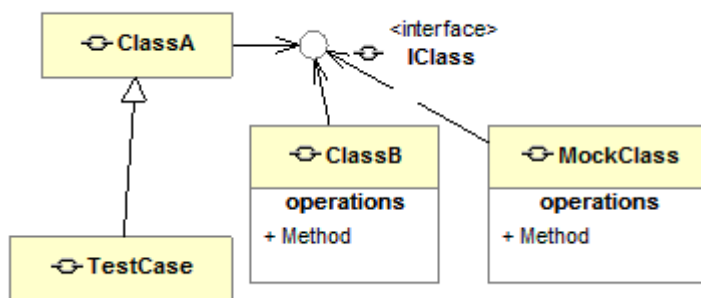 ClassA
<interface>
IClass
ClassB
operations
+ Method
MockClass
operations
+ Method
TestCase